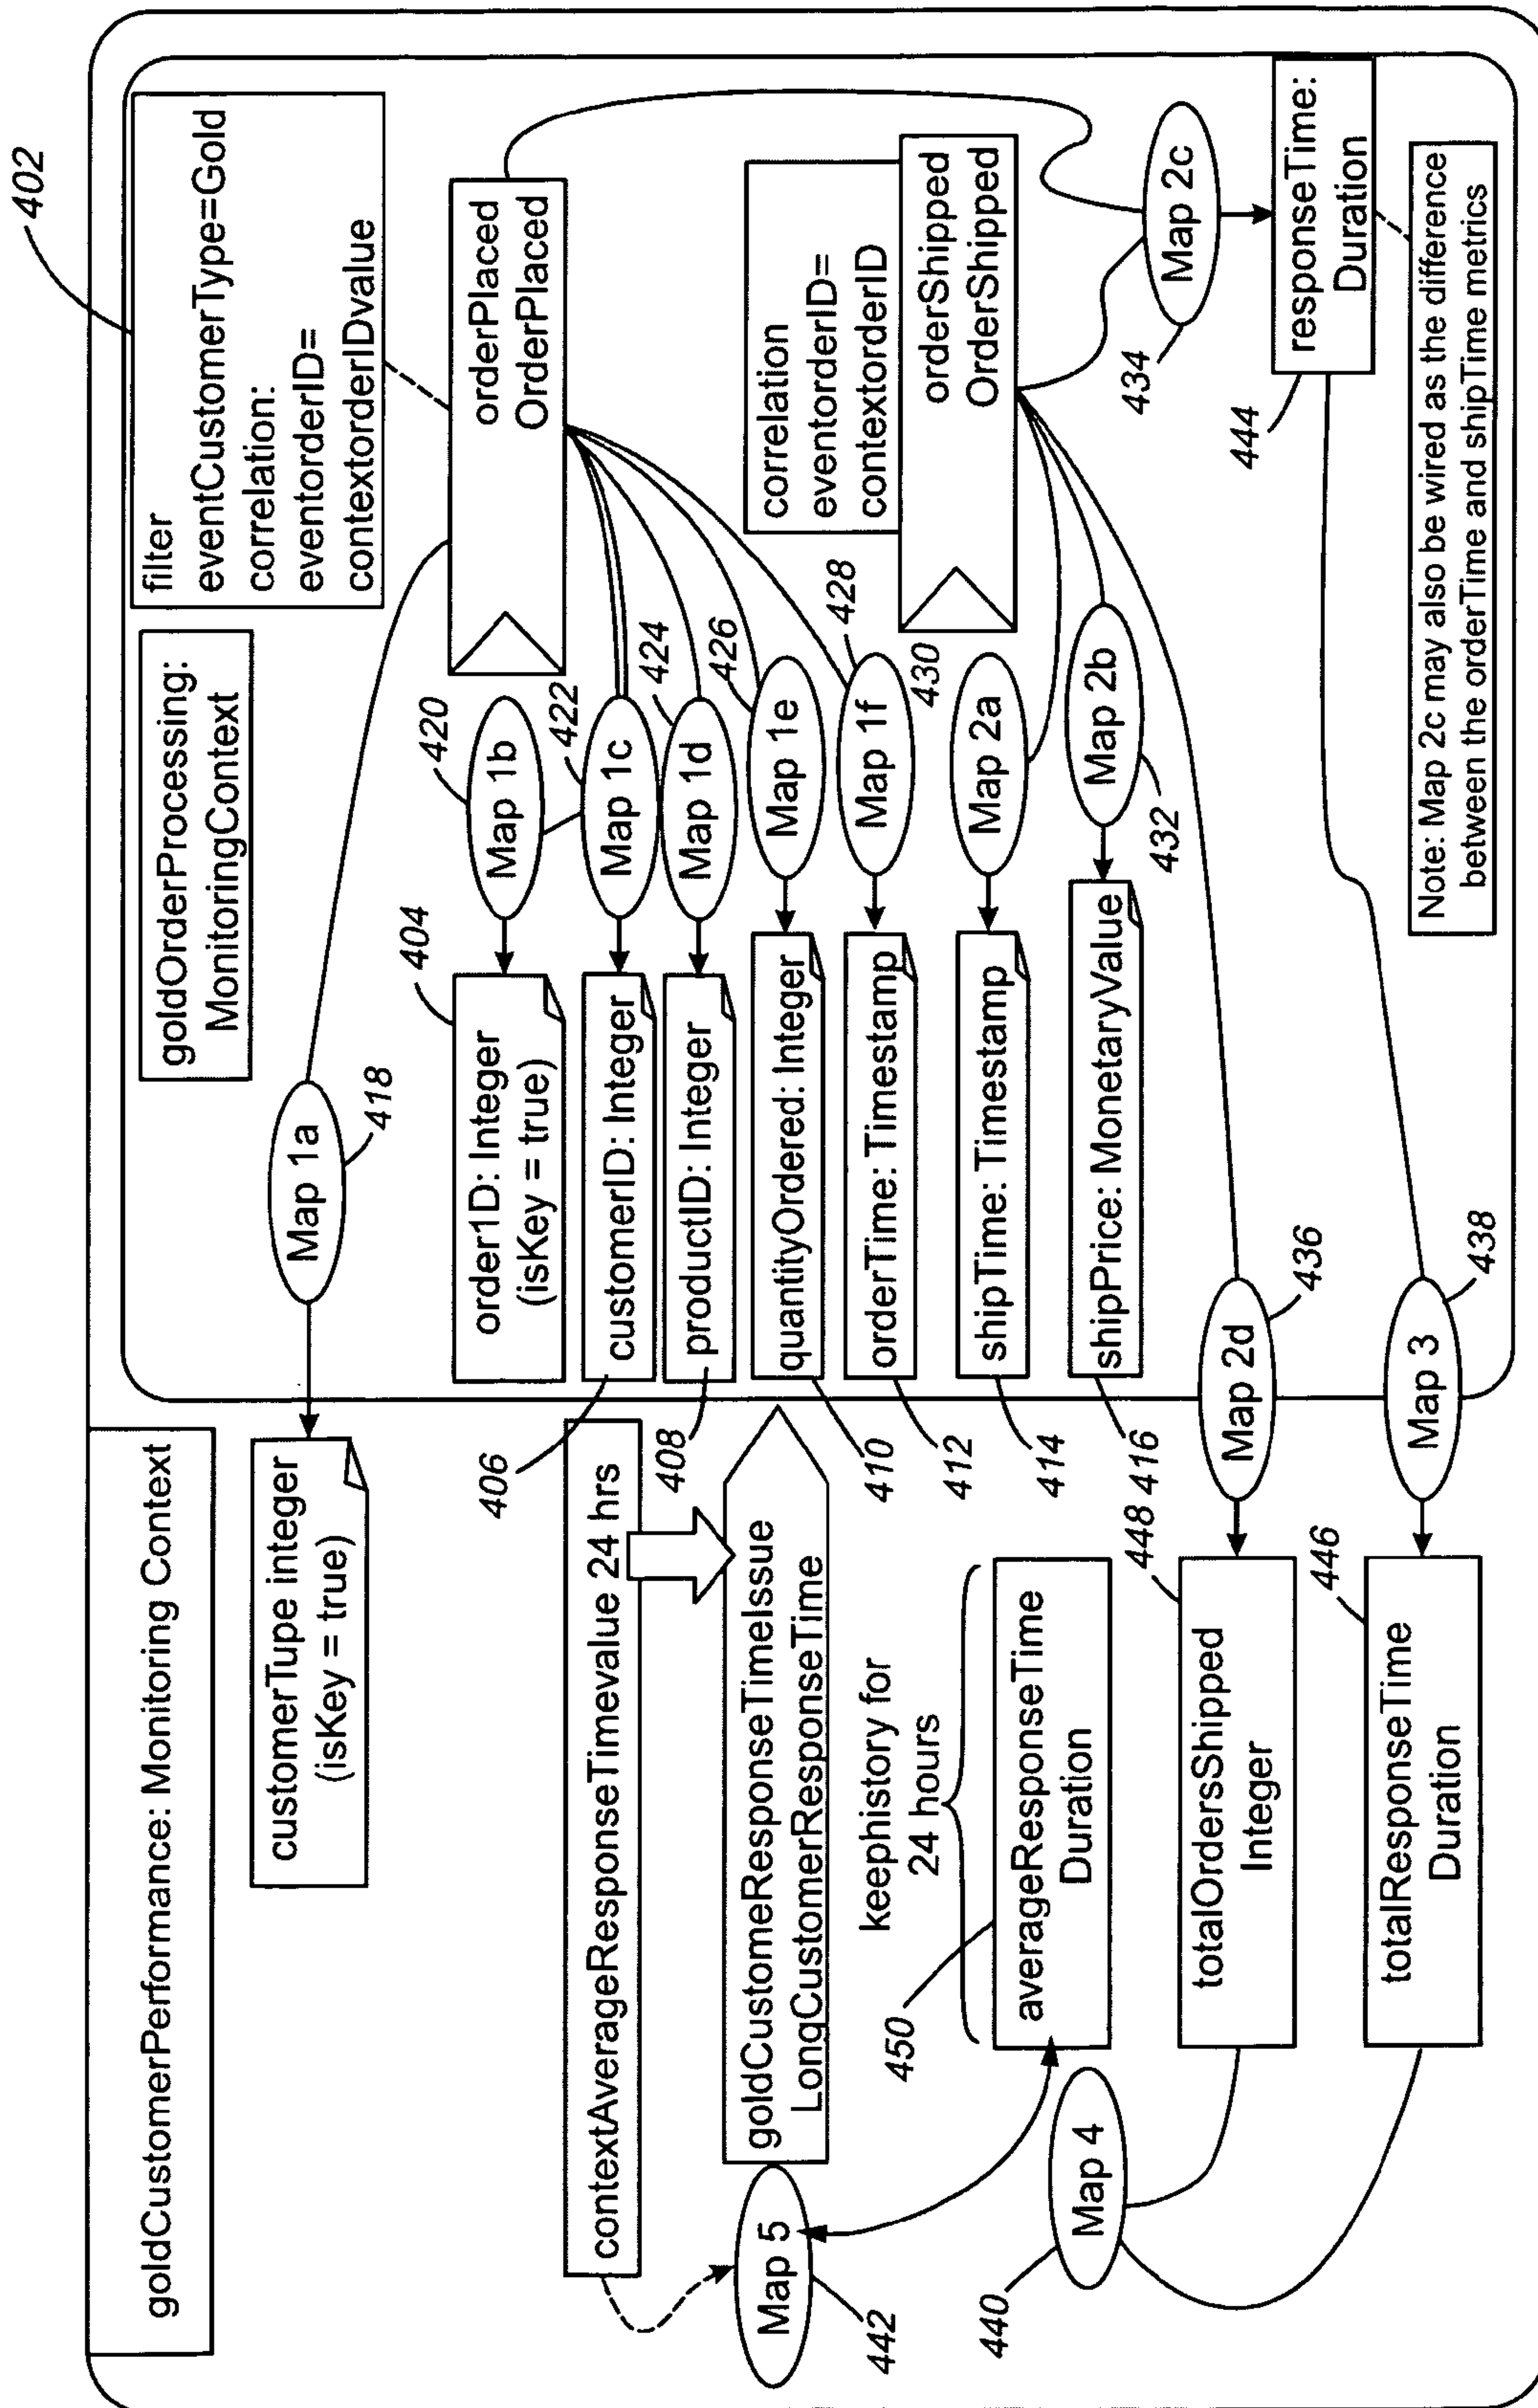 402
goldCustomerPerformance: Monitoring Context
goldOrderProcessing:
MonitoringContext
filter
eventCustomerType=Gold
correlation:
eventorderID=
contextorderIDvalue
customerTupe integer
(isKey = true)
Map 1a
418
orderPlaced
OrderPlaced
404
order1D: Integer
(isKey = true)
Map 1b
420
contextAverageResponseTimevalue 24 hrs
406
customerID: Integer
Map 1c
422
408
productID: Integer
Map 1d
424
Map 5
442
goldCustomeResponseTimeIssue
LongCustomerResponseTime
410
quantityOrdered: Integer
Map 1e
426
correlation
eventorderID=
contextorderID
412
orderTime: Timestamp
Map 1f
428
keephistory for
24 hours
orderShipped
OrderShipped
450
averageResponseTime
Duration
414
shipTime: Timestamp
Map 2a
430
440
Map 4
416
shipPrice: MonetaryValue
Map 2b
432
Map 2c
434
448
totalOrdersShipped
Integer
Map 2d
436
444
responseTime:
Duration
446
totalResponseTime
Duration
Map 3
438
Note: Map 2c may also be wired as the difference
between the orderTime and shipTime metrics